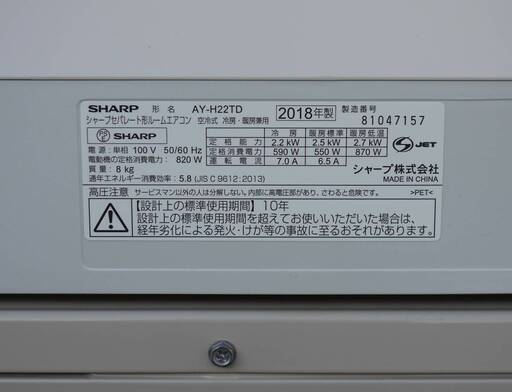 SHARP 形 名 AY-H22TD 2018年製 製造番号
シャープセパレート形ルームエアコン 空冷式 冷房・暖房兼用 81047157
SHARP
冷 房 暖房標準 暖房低温
定 格 能 力 2.2 kW 2.5 kW 2.7 kW
定格消費電力 590 W 550 W 870 W
運 転 電 流 7.0 A 6.5 A
電源:単相 100 V 50/60 Hz
電動機の定格消費電力: 820 W
質量: 8 kg
通年エネルギー消費効率: 5.8 (JIS C 9612:2013)
JET
シャープ株式会社
MADE IN CHINA
高圧注意 サービスマン以外の人は分解しない。内部に高電圧部があり、さわると危険です。
>PET<
【設計上の標準使用期間】10年
設計上の標準使用期間を超えてお使いいただいた場合は、
経年劣化による発火・けが等の事故に至るおそれがあります。